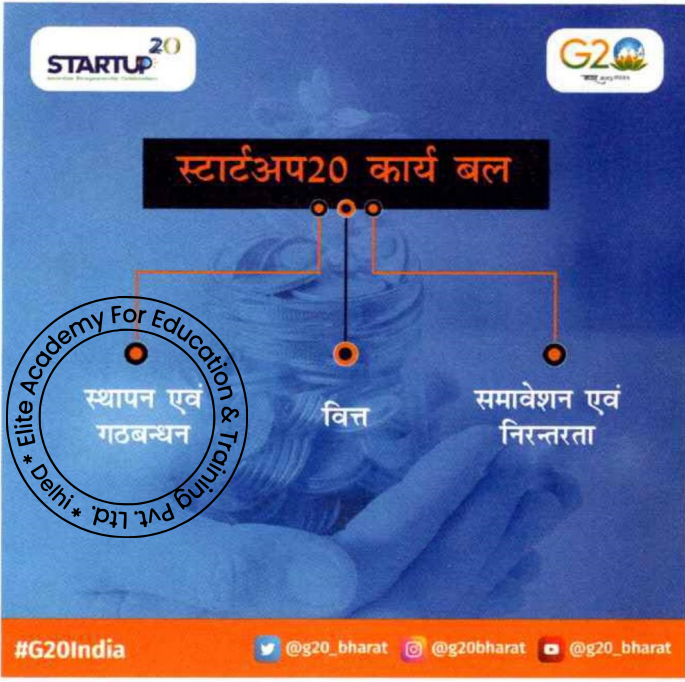 STARTUP20
G20
स्टार्टअप20 कार्य बल
स्थापन एवं
गठबन्धन
वित्त
समावेशन एवं
निरन्तरता
* Elite Academy For Education & Training Pvt. Ltd. * Delhi
#G20India
@g20_bharat
@g20bharat
@g20_bharat